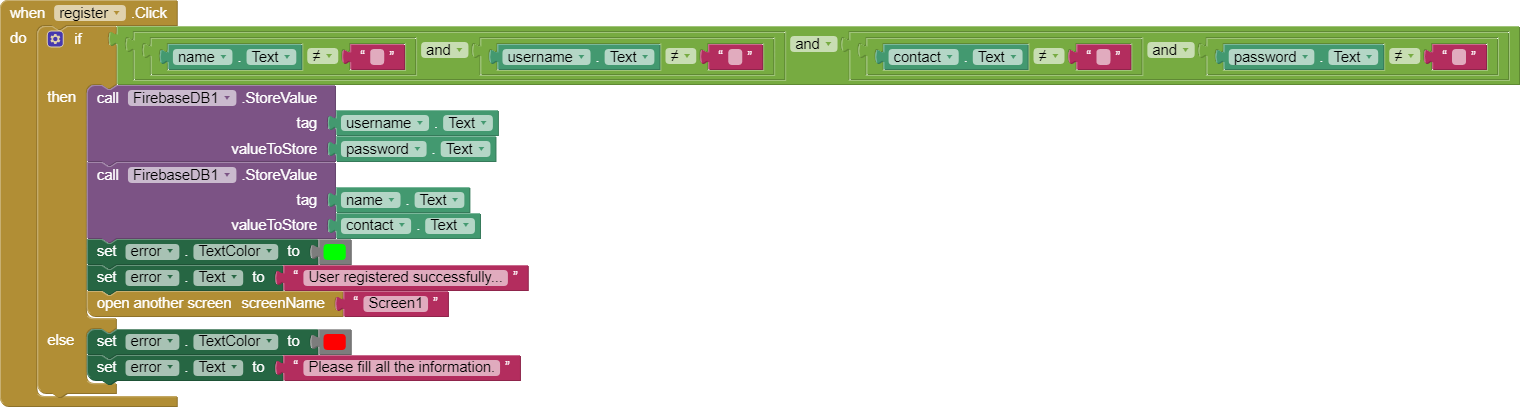 when register .Click
do if name . Text ≠ “ ” and username . Text ≠ “ ” and contact . Text ≠ “ ” and password . Text ≠ “ ”
then call FirebaseDB1 .StoreValue
tag username . Text
valueToStore password . Text
call FirebaseDB1 .StoreValue
tag name . Text
valueToStore contact . Text
set error . TextColor to
set error . Text to “ User registered successfully... ”
open another screen screenName “ Screen1 ”
else set error . TextColor to
set error . Text to “ Please fill all the information. ”